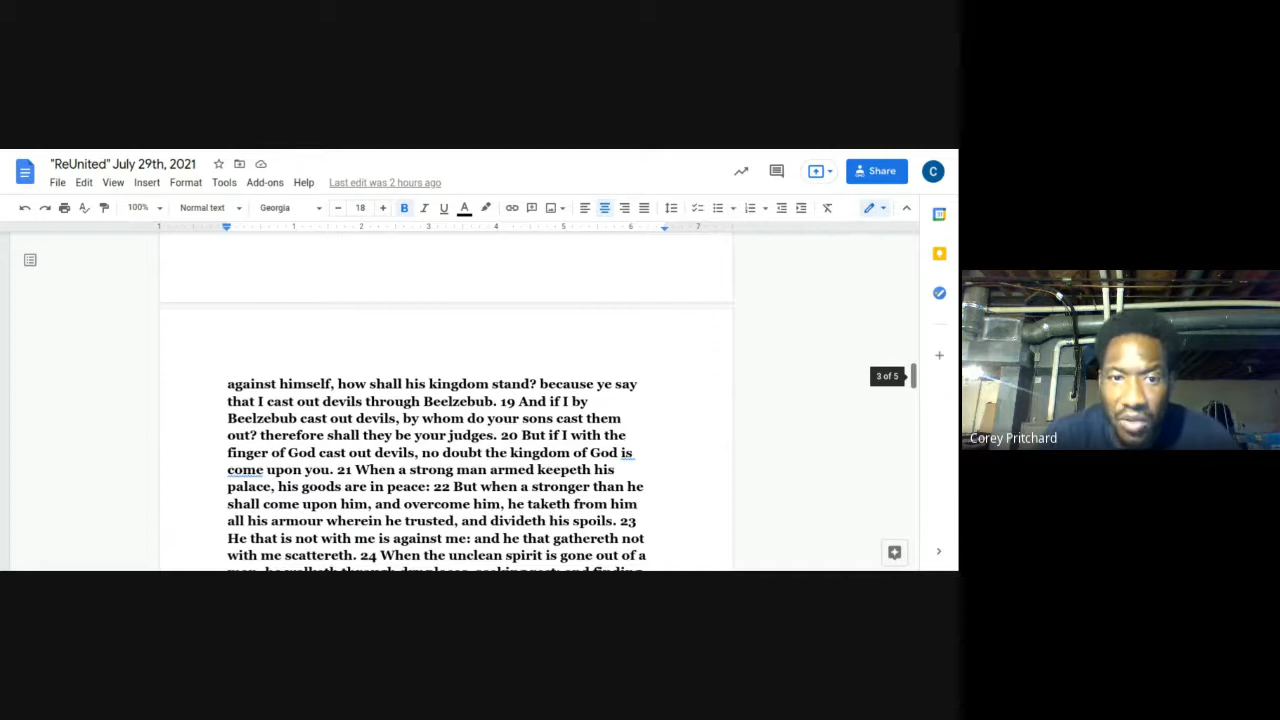 "ReUnited" July 29th, 2021
File Edit View Insert Format Tools Add-ons Help Last edit was 2 hours ago
Share
C
100% Normal text Georgia - 18 + B I U A
1 1 2 3 4 5 6 7
3 of 5
against himself, how shall his kingdom stand? because ye say
that I cast out devils through Beelzebub. 19 And if I by
Beelzebub cast out devils, by whom do your sons cast them
out? therefore shall they be your judges. 20 But if I with the
finger of God cast out devils, no doubt the kingdom of God is
come upon you. 21 When a strong man armed keepeth his
palace, his goods are in peace: 22 But when a stronger than he
shall come upon him, and overcome him, he taketh from him
all his armour wherein he trusted, and divideth his spoils. 23
He that is not with me is against me: and he that gathereth not
with me scattereth. 24 When the unclean spirit is gone out of a
Corey Pritchard